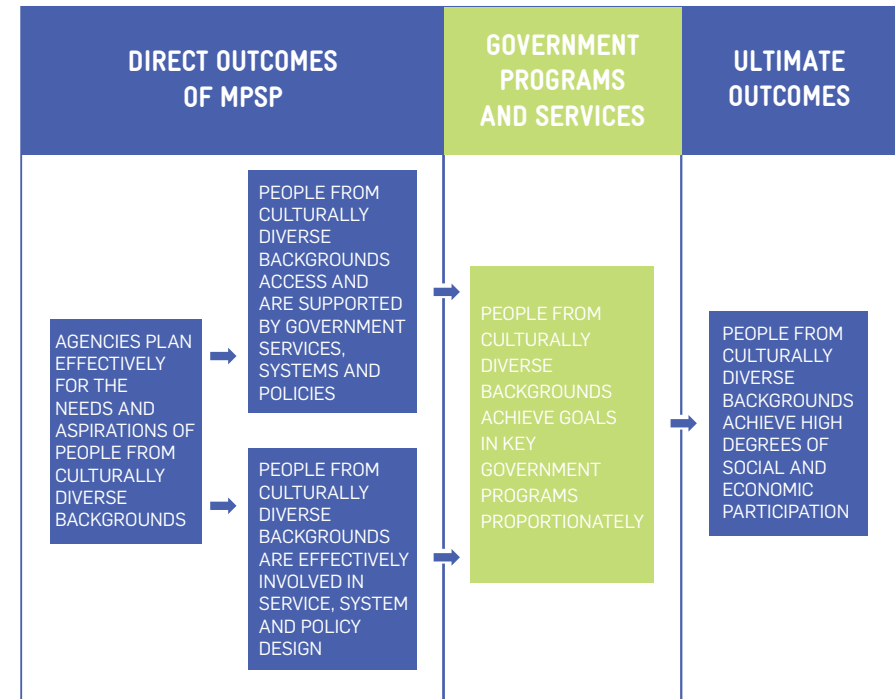 DIRECT OUTCOMES
OF MPSP
GOVERNMENT
PROGRAMS
AND SERVICES
ULTIMATE
OUTCOMES
AGENCIES PLAN
EFFECTIVELY
FOR THE
NEEDS AND
ASPIRATIONS OF
PEOPLE FROM
CULTURALLY
DIVERSE
BACKGROUNDS
PEOPLE FROM
CULTURALLY
DIVERSE
BACKGROUNDS
ACCESS AND
ARE SUPPORTED
BY GOVERNMENT
SERVICES,
SYSTEMS AND
POLICIES
PEOPLE FROM
CULTURALLY
DIVERSE
BACKGROUNDS
ARE EFFECTIVELY
INVOLVED IN
SERVICE, SYSTEM
AND POLICY
DESIGN
PEOPLE FROM
CULTURALLY
DIVERSE
BACKGROUNDS
ACHIEVE GOALS
IN KEY
GOVERNMENT
PROGRAMS
PROPORTIONATELY
PEOPLE FROM
CULTURALLY
DIVERSE
BACKGROUNDS
ACHIEVE HIGH
DEGREES OF
SOCIAL AND
ECONOMIC
PARTICIPATION